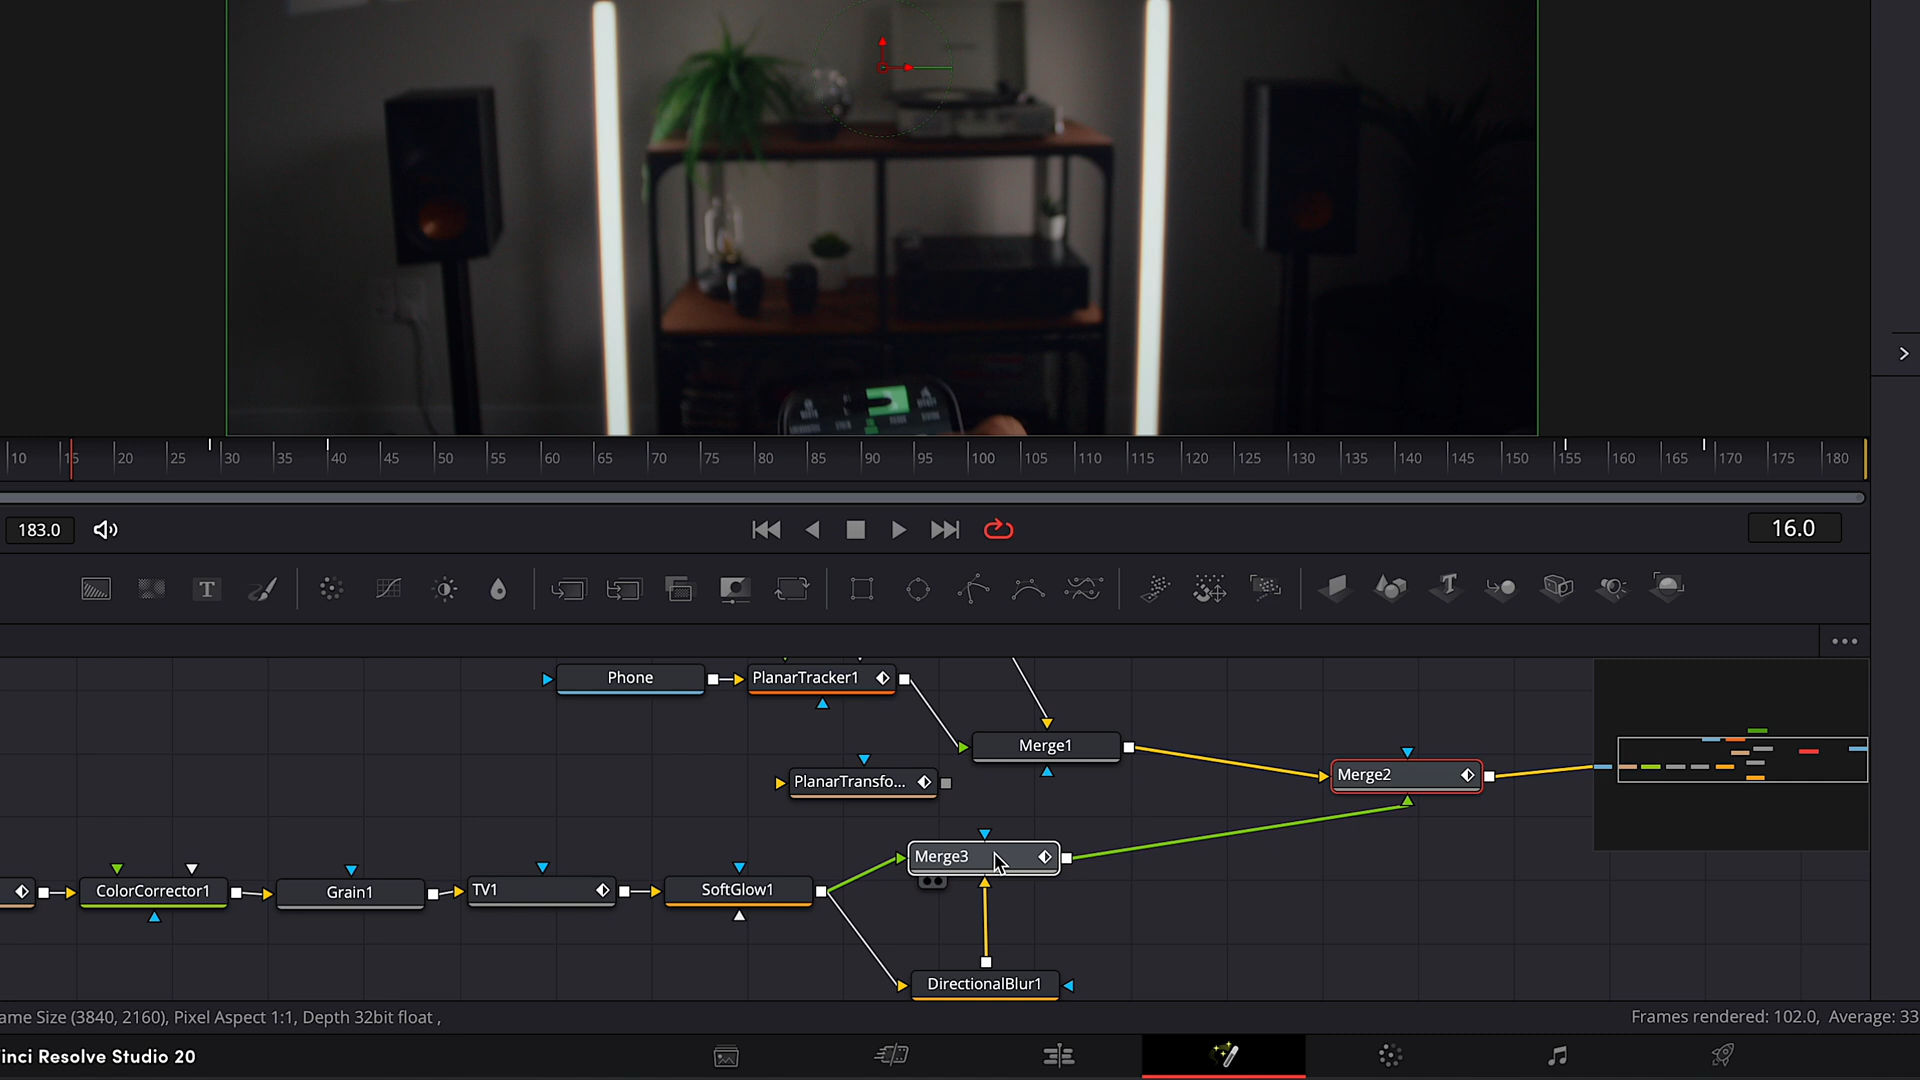 10 15 20 25 30 35 40 45 50 55 60 65 70 75 80 85 90 95 100 105 110 115 120 125 130 135 140 145 150 155 160 165 170 175 180
183.0 16.0
T
Phone PlanarTracker1
Merge1
Merge2
PlanarTransfo...
Merge3
ColorCorrector1 Grain1 TV1 SoftGlow1
DirectionalBlur1
ame Size (3840, 2160), Pixel Aspect 1:1, Depth 32bit float , Frames rendered: 102.0, Average: 33
inci Resolve Studio 20